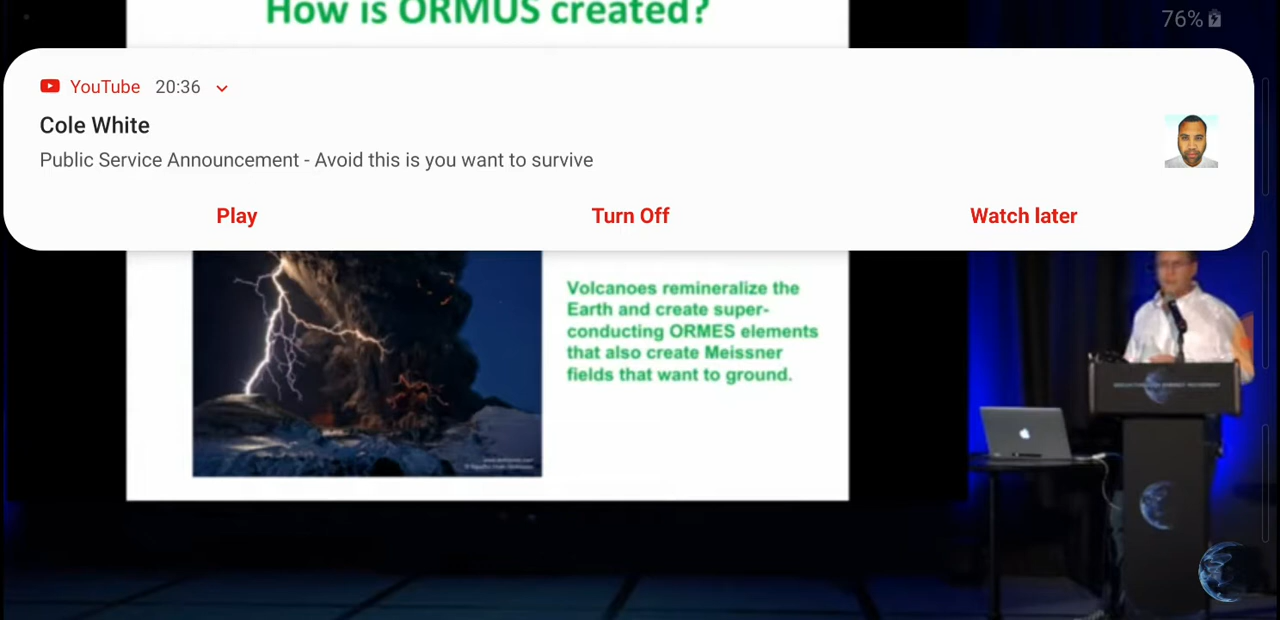 How is ORMUS created?
76%
YouTube 20:36
Cole White
Public Service Announcement - Avoid this is you want to survive
Play Turn Off Watch later
Volcanoes remineralize the
Earth and create super-
conducting ORMES elements
that also create Meissner
fields that want to ground.